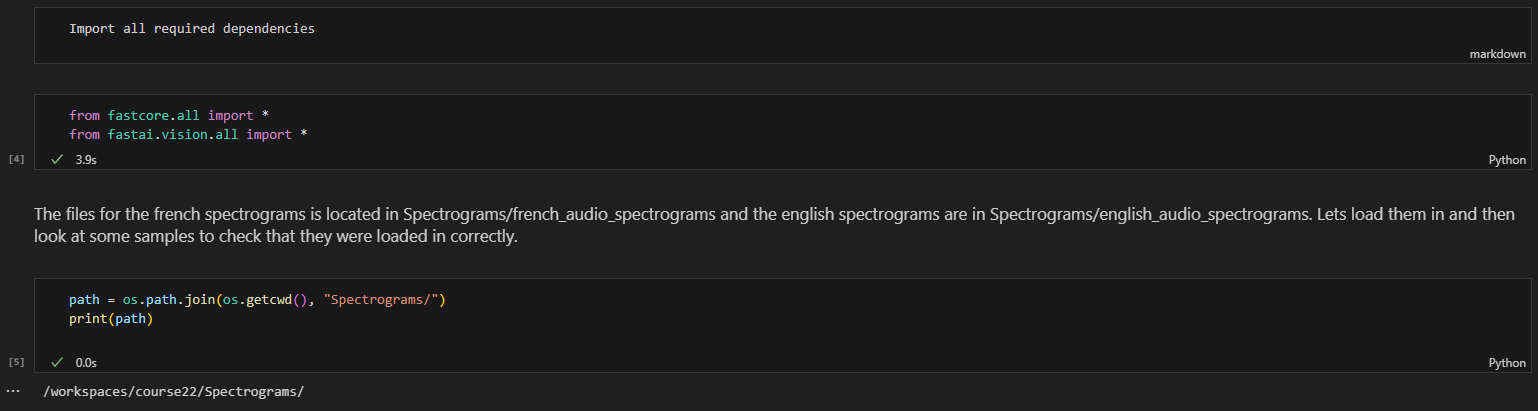 Import all required dependencies
markdown
from fastcore.all import *
from fastai.vision.all import *
[4]
3.9s
Python
The files for the french spectrograms is located in Spectrograms/french_audio_spectrograms and the english spectrograms are in Spectrograms/english_audio_spectrograms. Lets load them in and then
look at some samples to check that they were loaded in correctly.
path = os.path.join(os.getcwd(), "Spectrograms/")
print(path)
[5]
0.0s
Python
... /workspaces/course22/Spectrograms/